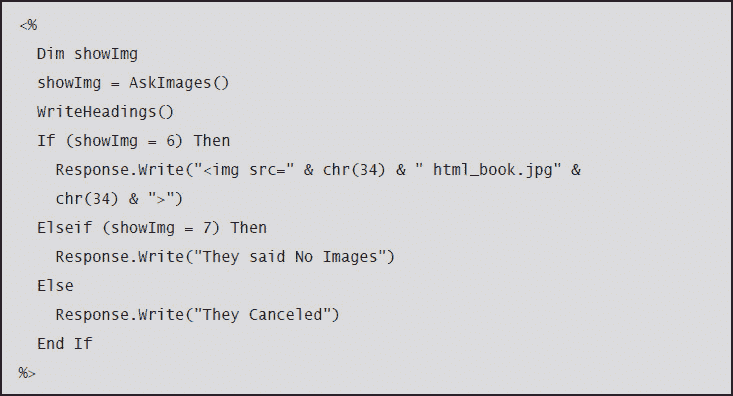 <%
Dim showImg
showImg = AskImages()
WriteHeadings()
If (showImg = 6) Then
Response.Write("<img src=" & chr(34) & " html_book.jpg" &
chr(34) & ">")
Elseif (showImg = 7) Then
Response.Write("They said No Images")
Else
Response.Write("They Canceled")
End If
%>